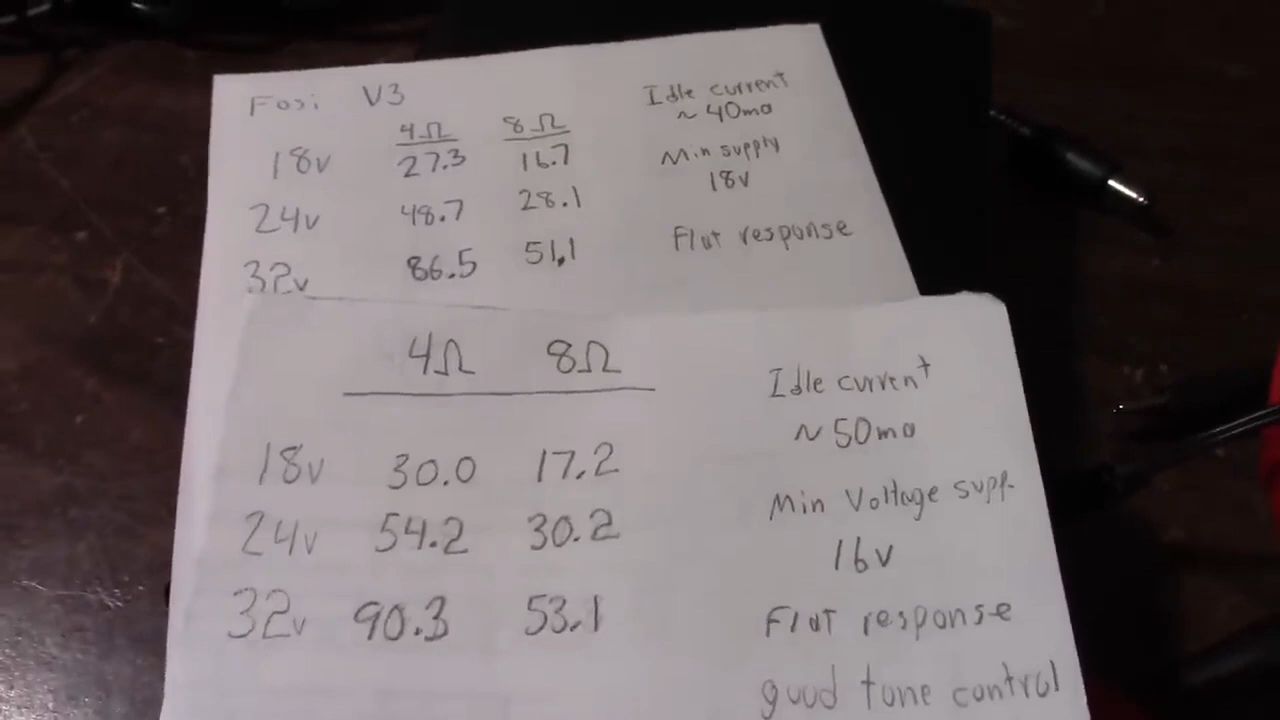 Fosi V3
4Ω 8Ω
18v 27.3 16.7
24v 48.7 28.1
32v 86.5 51.1
Idle current
~ 40ma
Min supply
18v
Flat response
4Ω 8Ω
18v 30.0 17.2
24v 54.2 30.2
32v 90.3 53.1
Idle current
~ 50ma
Min Voltage supp.
16v
Flat response
good tone control